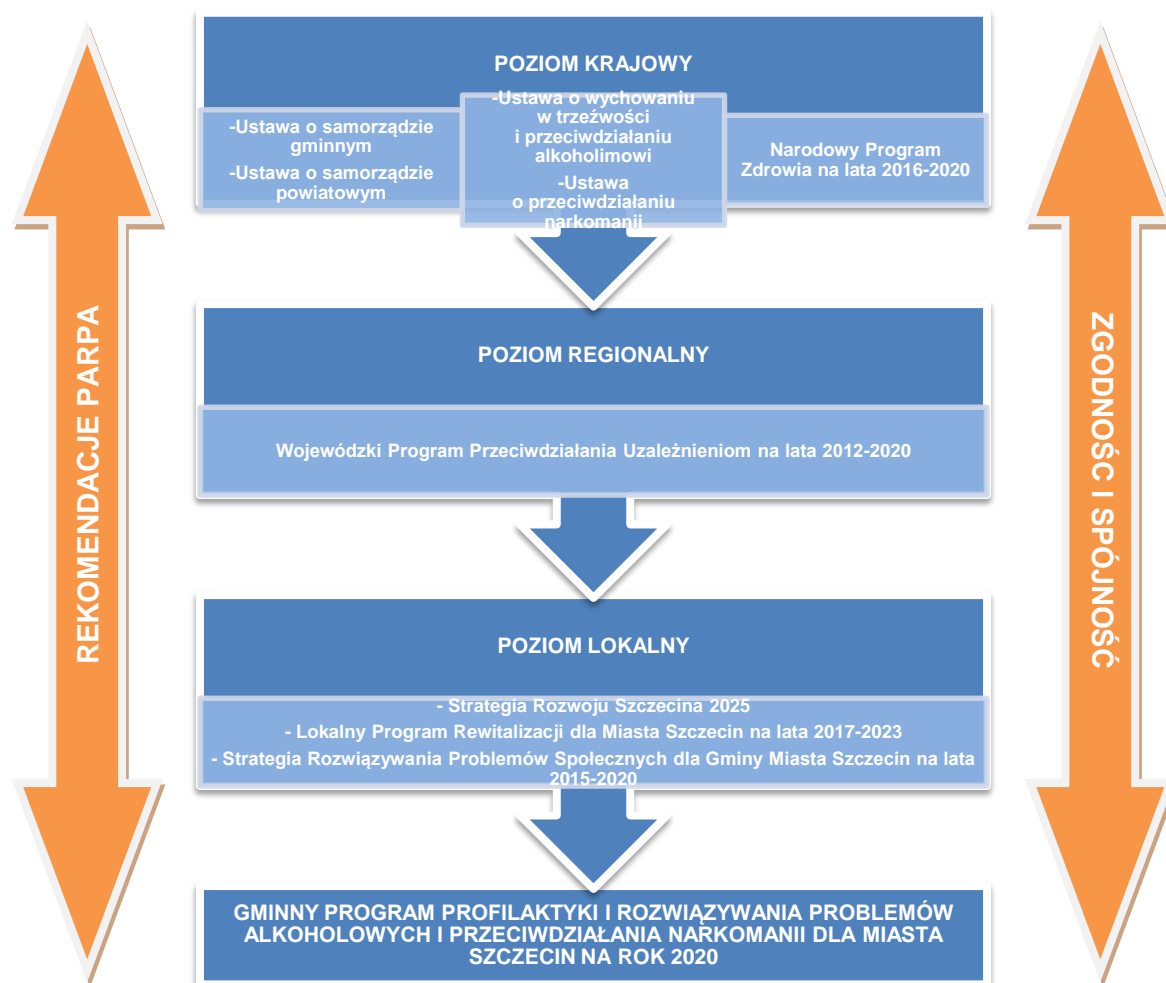 POZIOM KRAJOWY
-Ustawa o samorządzie
gminnym
-Ustawa o samorządzie
powiatowym
-Ustawa o wychowaniu
w trzeźwości
i przeciwdziałaniu
alkoholimowi
-Ustawa
o przeciwdziałaniu
narkomanii
Narodowy Program
Zdrowia na lata 2016-2020
REKOMENDACJE PARPA
ZGODNOŚC I SPÓJNOŚĆ
POZIOM REGIONALNY
Wojewódzki Program Przeciwdziałania Uzależnieniom na lata 2012-2020
POZIOM LOKALNY
- Strategia Rozwoju Szczecina 2025
- Lokalny Program Rewitalizacji dla Miasta Szczecin na lata 2017-2023
- Strategia Rozwiązywania Problemów Społecznych dla Gminy Miasta Szczecin na lata
2015-2020
GMINNY PROGRAM PROFILAKTYKI I ROZWIĄZYWANIA PROBLEMÓW
ALKOHOLOWYCH I PRZECIWDZIAŁANIA NARKOMANII DLA MIASTA
SZCZECIN NA ROK 2020